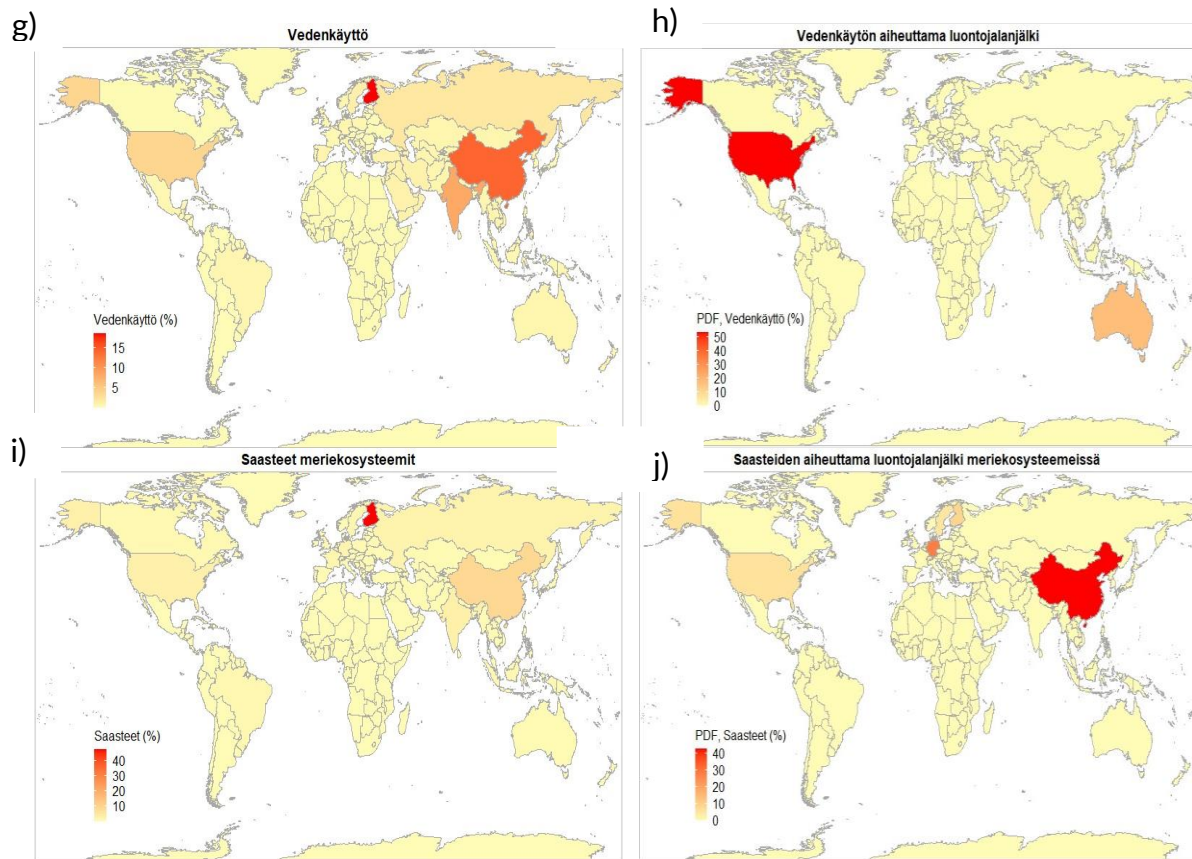 g)
Vedenkäyttö
Vedenkäyttö (%)
15
10
5
h)
Vedenkäytön aiheuttama luontojalanjälki
PDF, Vedenkäyttö (%)
50
40
30
20
10
0
i)
Saasteet meriekosysteemit
Saasteet (%)
40
30
20
10
j)
Saasteiden aiheuttama luontojalanjälki meriekosysteemeissä
PDF, Saasteet (%)
40
30
20
10
0